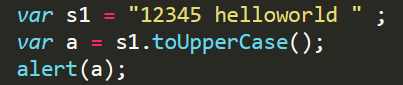 var s1 = "12345 helloworld " ;
var a = s1.toUpperCase();
alert(a);